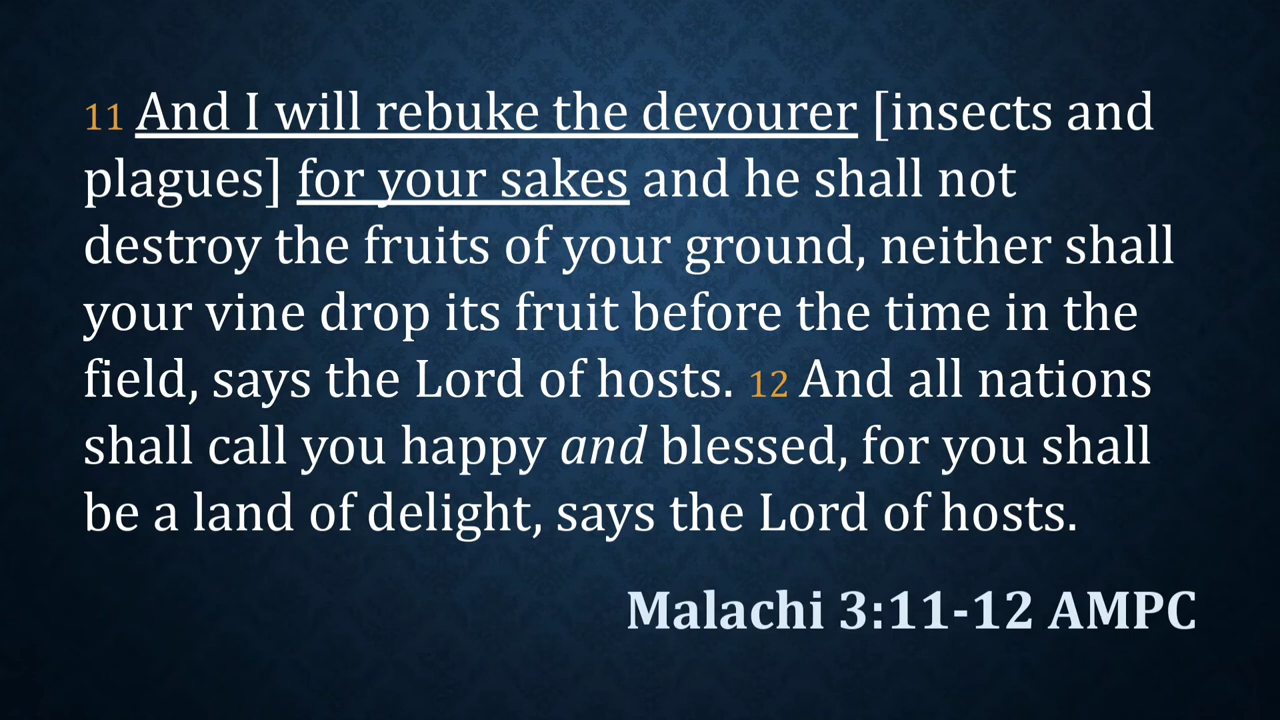 11 And I will rebuke the devourer [insects and
plagues] for your sakes and he shall not
destroy the fruits of your ground, neither shall
your vine drop its fruit before the time in the
field, says the Lord of hosts. 12 And all nations
shall call you happy and blessed, for you shall
be a land of delight, says the Lord of hosts.
Malachi 3:11-12 AMPC